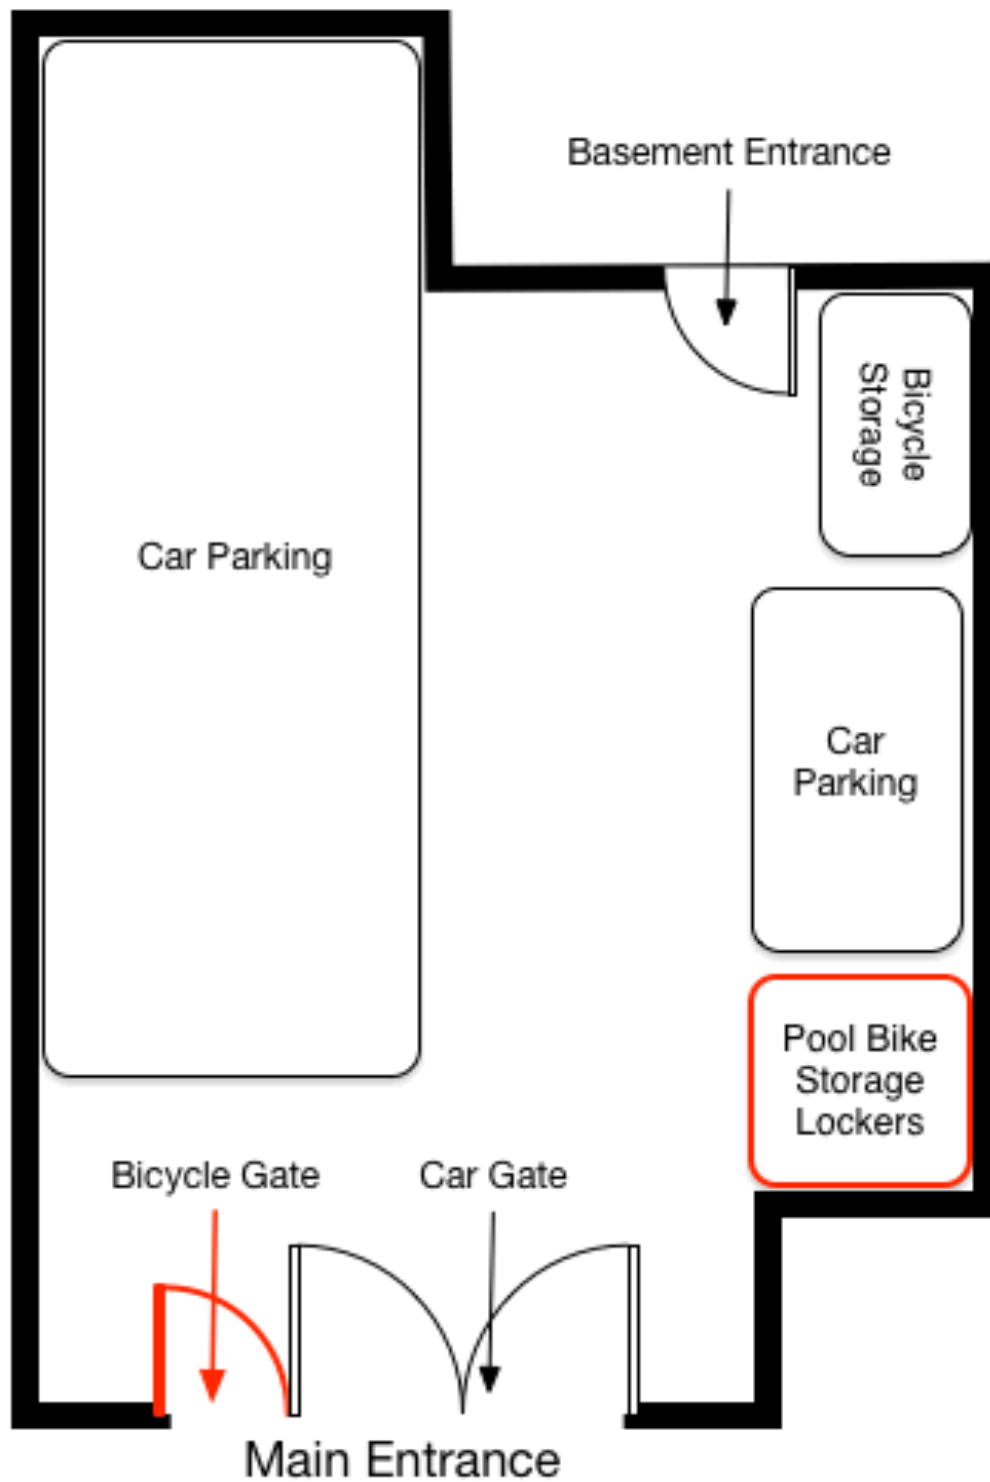 Basement Entrance
Bicycle
Storage
Car Parking
Car
Parking
Pool Bike
Storage
Lockers
Bicycle Gate
Car Gate
Main Entrance